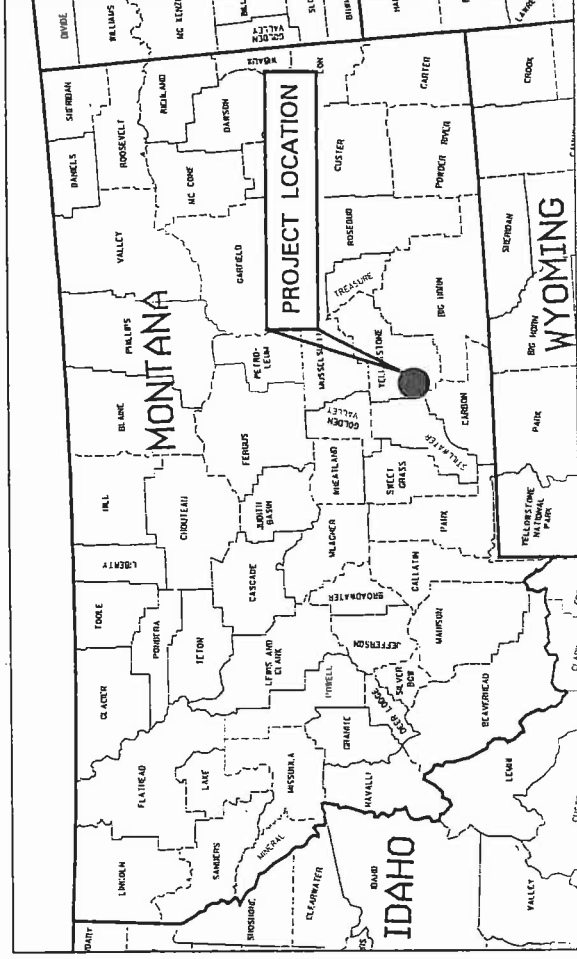 DIVIDE
WILLIAMS
MC KENZIE
GOLDEN
VALLEY
WIBAUX
SHERIDAN
DANIELS
ROOSEVELT
RICHLAND
VALLEY
MC CONE
DAWSON
PHILLIPS
GARFIELD
BLAINE
MONTANA
PETRO-
LEUM
HILL
LIBERTY
CHOUTEAU
FERGUS
JUDITH
BASIN
TOOLE
GLACIER
PONDERA
TETON
CASCADE
LEWIS AND
CLARK
FLATHEAD
LINCOLN
LAKE
SANDERS
MISSOULA
MINERAL
POWELL
PROJECT LOCATION
CUSTER
CARTER
POWDER RIVER
ROSEBUD
TREASURE
BIG HORN
MUSSELSHELL
YELLOWSTONE
GOLDEN
VALLEY
WHEATLAND
SWEET
GRASS
STILLWATER
CARBON
MEAGHER
PARK
BROADWATER
GALLATIN
JEFFERSON
MADISON
SILVER
BOW
DEER LODGE
GRANITE
RAVALLI
BEAVERHEAD
SHOSHONE
CLEARWATER
IDAHO
IDAHO
LEMHI
VALLEY
YELLOWSTONE
NATIONAL
PARK
PARK
BIG HORN
SHERIDAN
CROOK
WYOMING